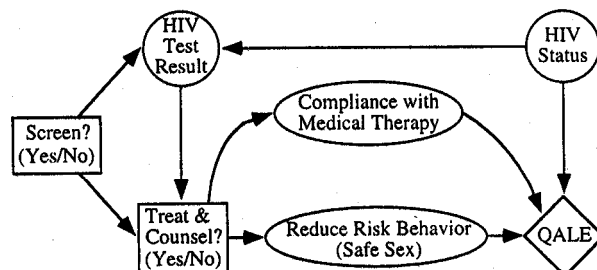 HIV
Test
Result
HIV
Status
Compliance with
Medical Therapy
Screen?
(Yes/No)
Treat &
Counsel?
(Yes/No)
Reduce Risk Behavior
(Safe Sex)
QALE